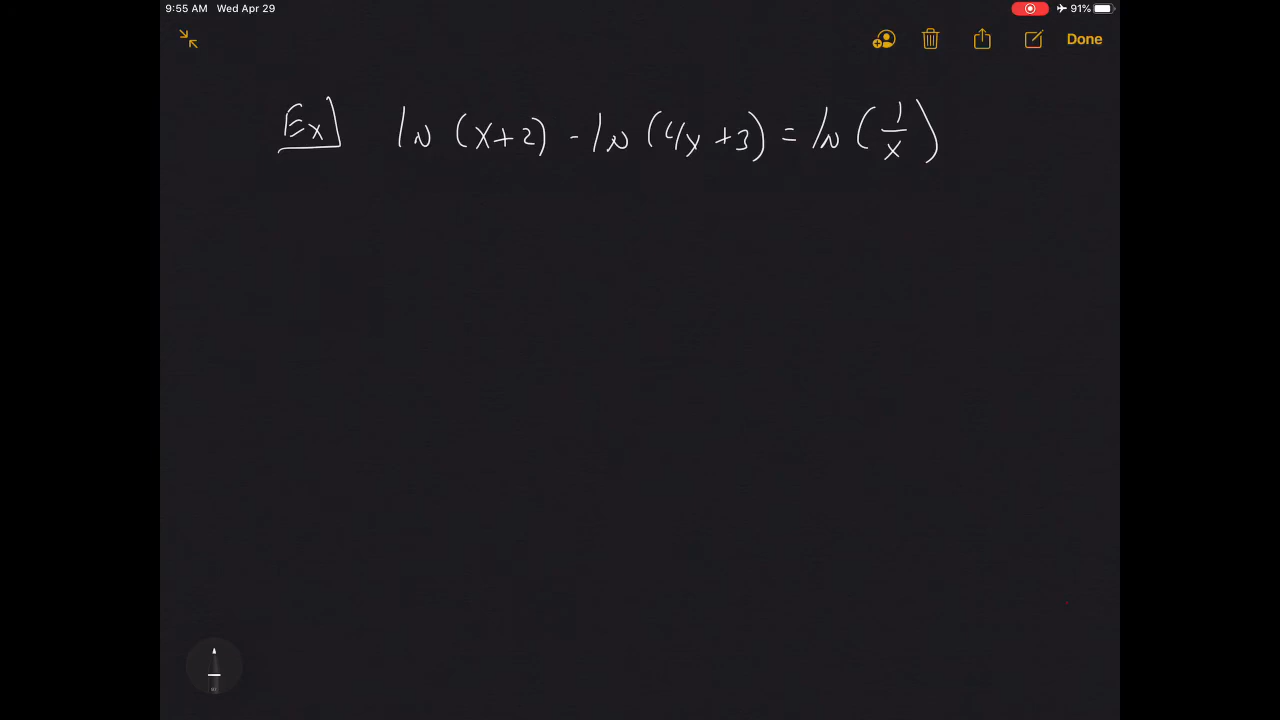 9:55 AM Wed Apr 29 91%
Done
Ex ln (x+2) - ln (4x+3) = ln (1/x)